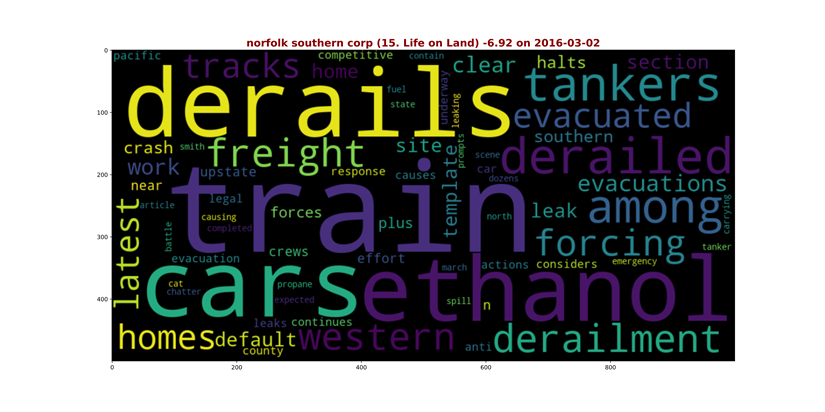 norfolk southern corp (15. Life on Land) -6.92 on 2016-03-02
0
100
200
300
400
0
200
400
600
800
pacific
competitive
contain
tracks
home
clear
halts
section
derails
fuel
state
underway
leaking
tankers
evacuated
southern
crash
smith
freight
site
prompts
scene
derailed
work
upstate
response
causes
car
dozens
near
evacuations
article
legal
train
template
causing
forces
plus
north
leak
among
carrying
latest
battle
completed
crews
forcing
tanker
evacuation
effort
march
actions
considers
emergency
cat
chatter
cars
propane
expected
ethanol
spill
n
leaks
continues
homes
default
county
western
anti
derailment